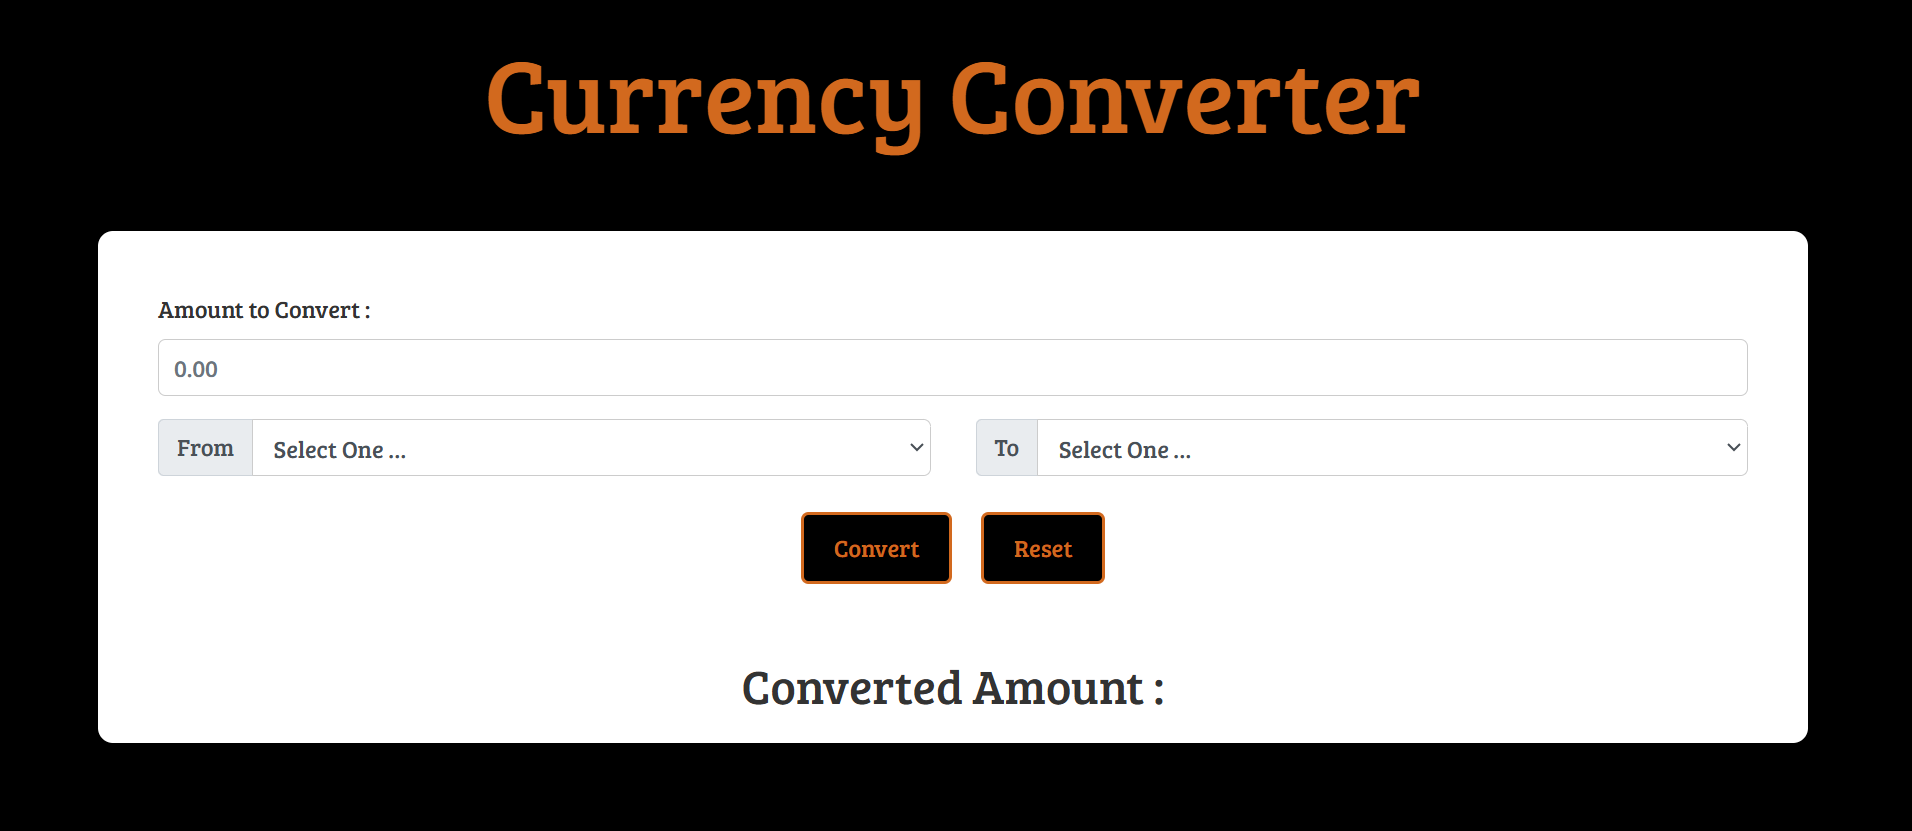 Currency Converter
Amount to Convert :
0.00
From Select One ... To Select One ...
Convert Reset
Converted Amount :